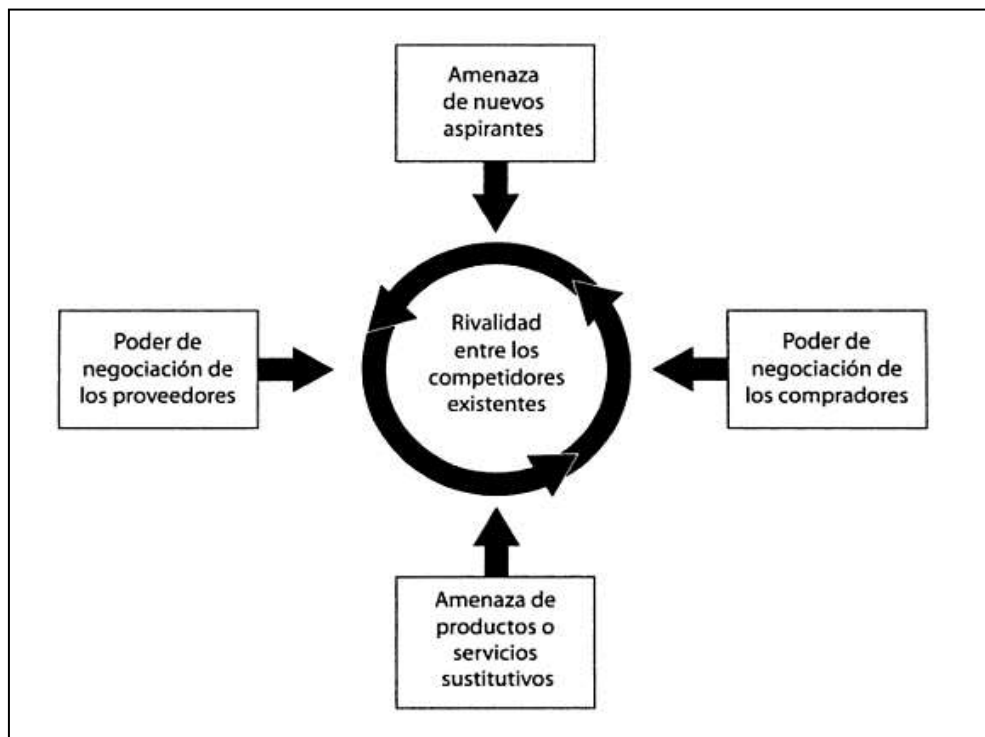 Amenaza
de nuevos
aspirantes
Poder de
negociación de
los proveedores
Rivalidad
entre los
competidores
existentes
Poder de
negociación de
los compradores
Amenaza de
productos o
servicios
sustitutivos